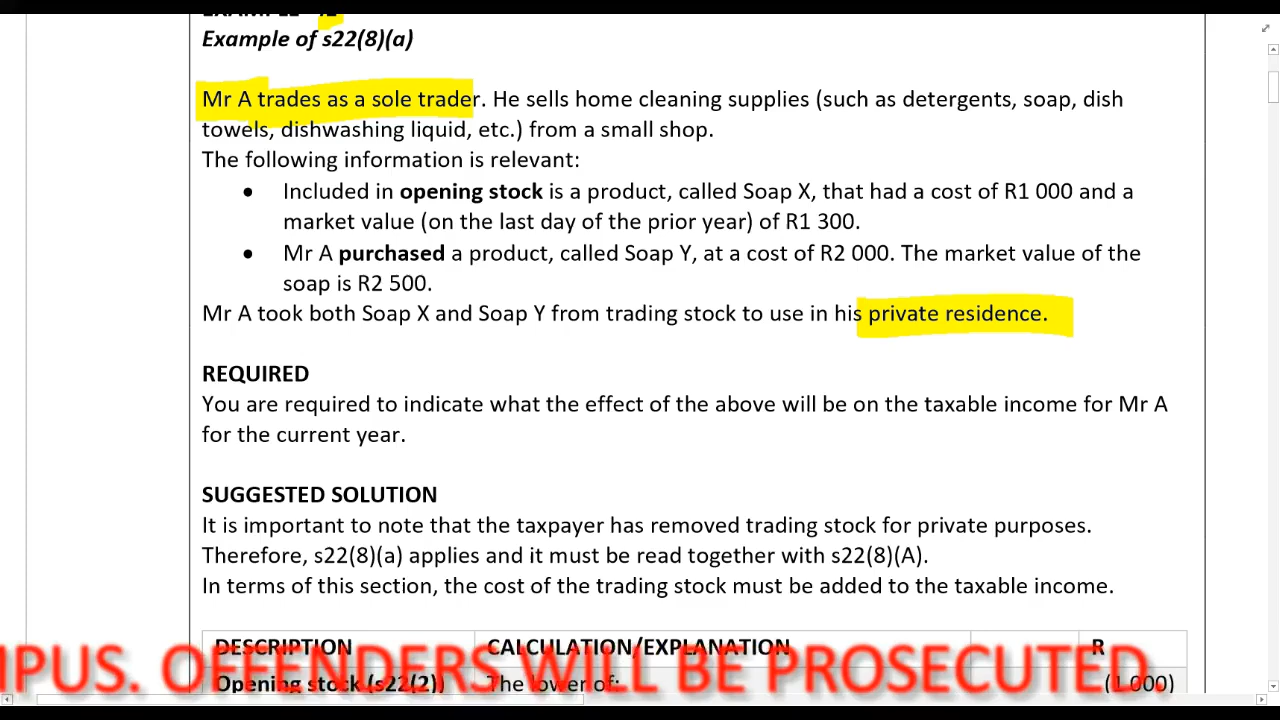 Example of s22(8)(a)
Mr A trades as a sole trader. He sells home cleaning supplies (such as detergents, soap, dish
towels, dishwashing liquid, etc.) from a small shop.
The following information is relevant:
• Included in opening stock is a product, called Soap X, that had a cost of R1 000 and a
market value (on the last day of the prior year) of R1 300.
• Mr A purchased a product, called Soap Y, at a cost of R2 000. The market value of the
soap is R2 500.
Mr A took both Soap X and Soap Y from trading stock to use in his private residence.
REQUIRED
You are required to indicate what the effect of the above will be on the taxable income for Mr A
for the current year.
SUGGESTED SOLUTION
It is important to note that the taxpayer has removed trading stock for private purposes.
Therefore, s22(8)(a) applies and it must be read together with s22(8)(A).
In terms of this section, the cost of the trading stock must be added to the taxable income.
DESCRIPTION CALCULATION/EXPLANATION R
OFFENDERS WILL BE PROSECUTED.
Opening stock (s22(2)) The lower of: (1 000)